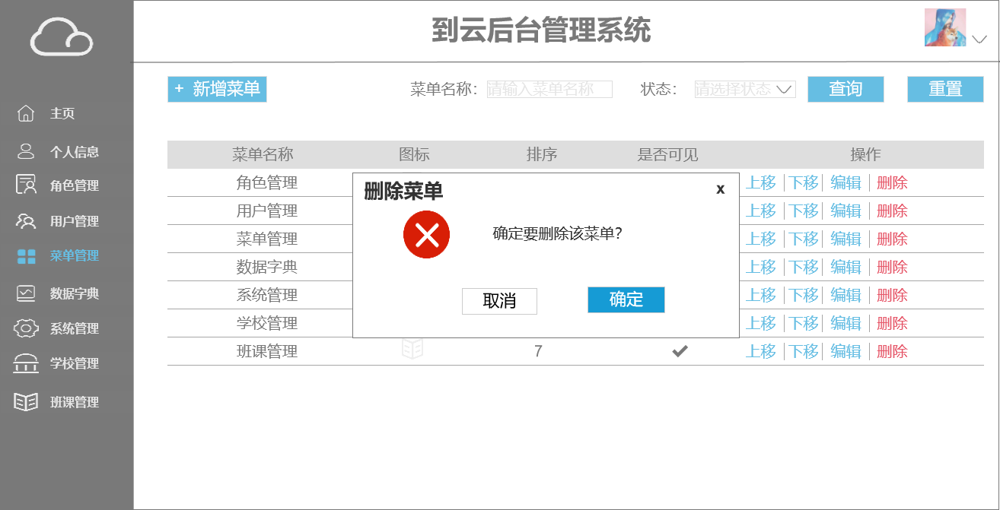 到云后台管理系统
主页
个人信息
角色管理
用户管理
菜单管理
数据字典
系统管理
学校管理
班课管理
+ 新增菜单 菜单名称： 请输入菜单名称 状态： 请选择状态 查询 重置
菜单名称 图标 排序 是否可见 操作
角色管理 上移 下移 编辑 删除
用户管理 上移 下移 编辑 删除
菜单管理 上移 下移 编辑 删除
数据字典 上移 下移 编辑 删除
系统管理 上移 下移 编辑 删除
学校管理 上移 下移 编辑 删除
班课管理 7 上移 下移 编辑 删除
删除菜单 x
确定要删除该菜单?
取消 确定